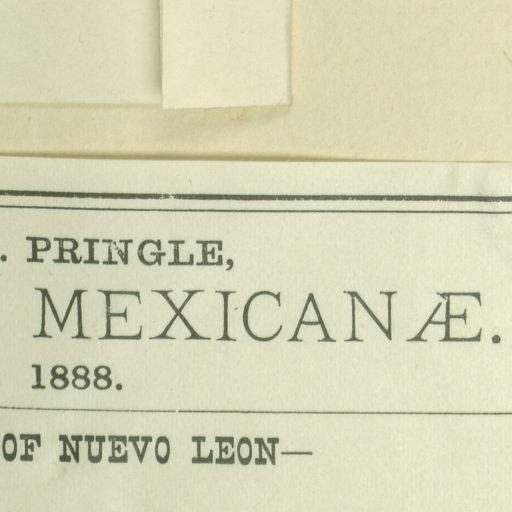 . PRINGLE,
MEXICANÆ.
1888.
OF NUEVO LEON—